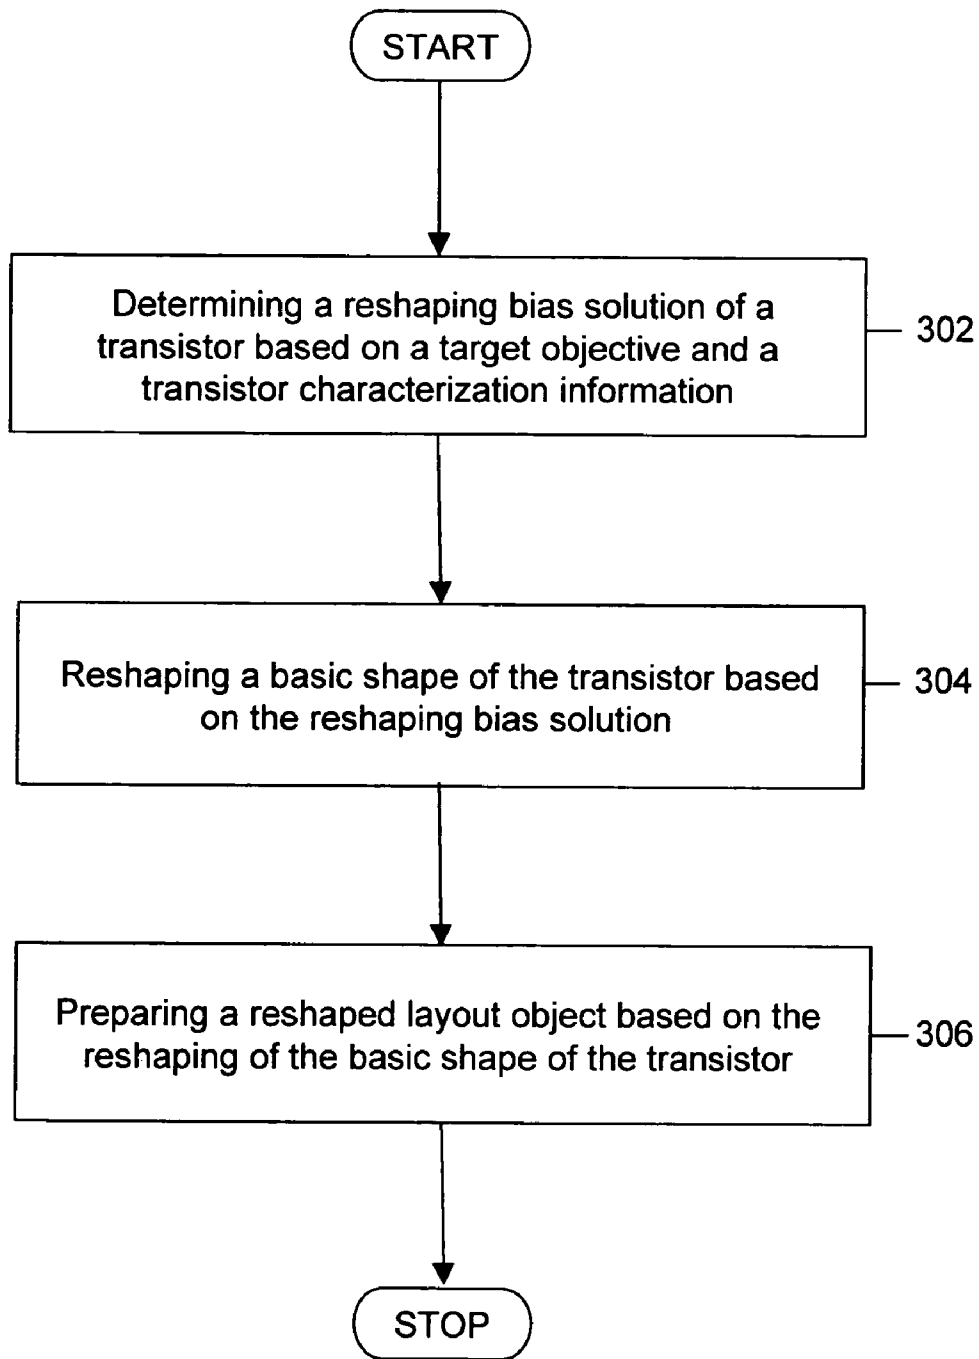 START
Determining a reshaping bias solution of a
transistor based on a target objective and a
transistor characterization information
302
Reshaping a basic shape of the transistor based
on the reshaping bias solution
304
Preparing a reshaped layout object based on the
reshaping of the basic shape of the transistor
306
STOP